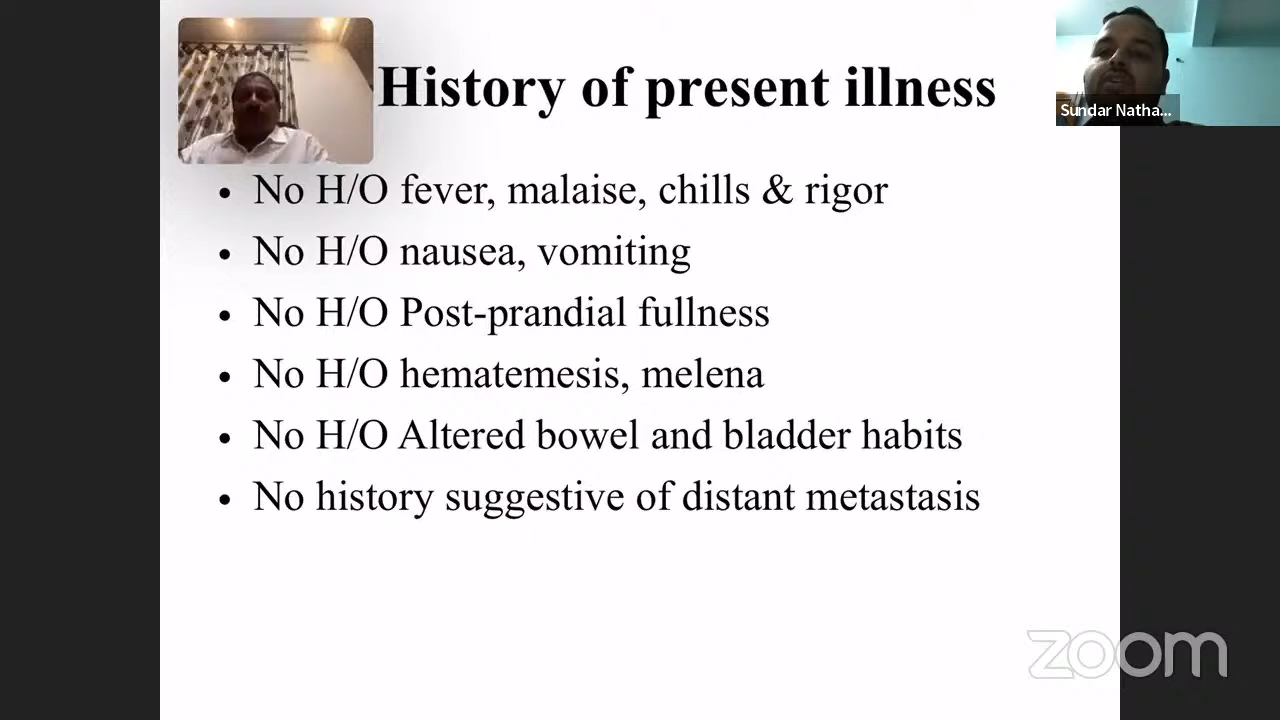 History of present illness
Sundar Natha...
• No H/O fever, malaise, chills & rigor
• No H/O nausea, vomiting
• No H/O Post-prandial fullness
• No H/O hematemesis, melena
• No H/O Altered bowel and bladder habits
• No history suggestive of distant metastasis
zoom